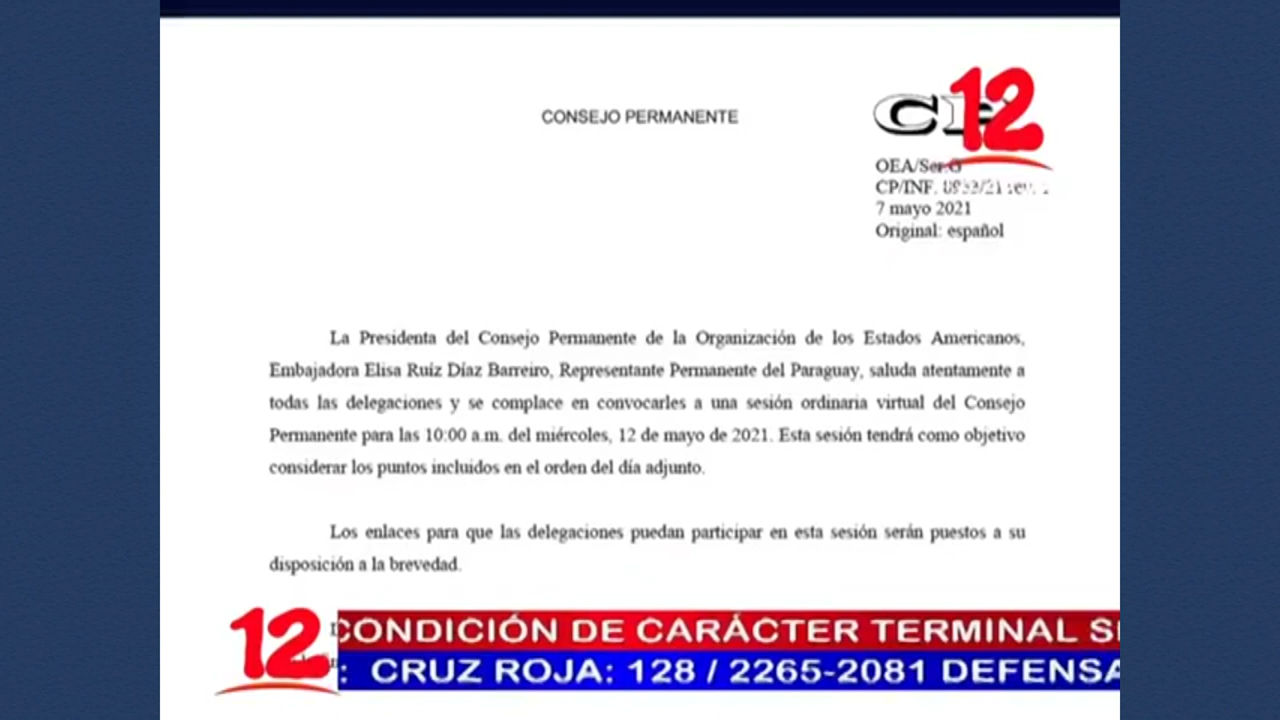 CONSEJO PERMANENTE
12
OEA/Ser.G
CP/INF.
7 mayo 2021
Original: español
La Presidenta del Consejo Permanente de la Organización de los Estados Americanos,
Embajadora Elisa Ruíz Díaz Barreiro, Representante Permanente del Paraguay, saluda atentamente a
todas las delegaciones y se complace en convocarles a una sesión ordinaria virtual del Consejo
Permanente para las 10:00 a.m. del miércoles, 12 de mayo de 2021. Esta sesión tendrá como objetivo
considerar los puntos incluidos en el orden del día adjunto.
Los enlaces para que las delegaciones puedan participar en esta sesión serán puestos a su
disposición a la brevedad.
12
CONDICIÓN DE CARÁCTER TERMINAL
: CRUZ ROJA: 128 / 2265-2081 DEFENSA